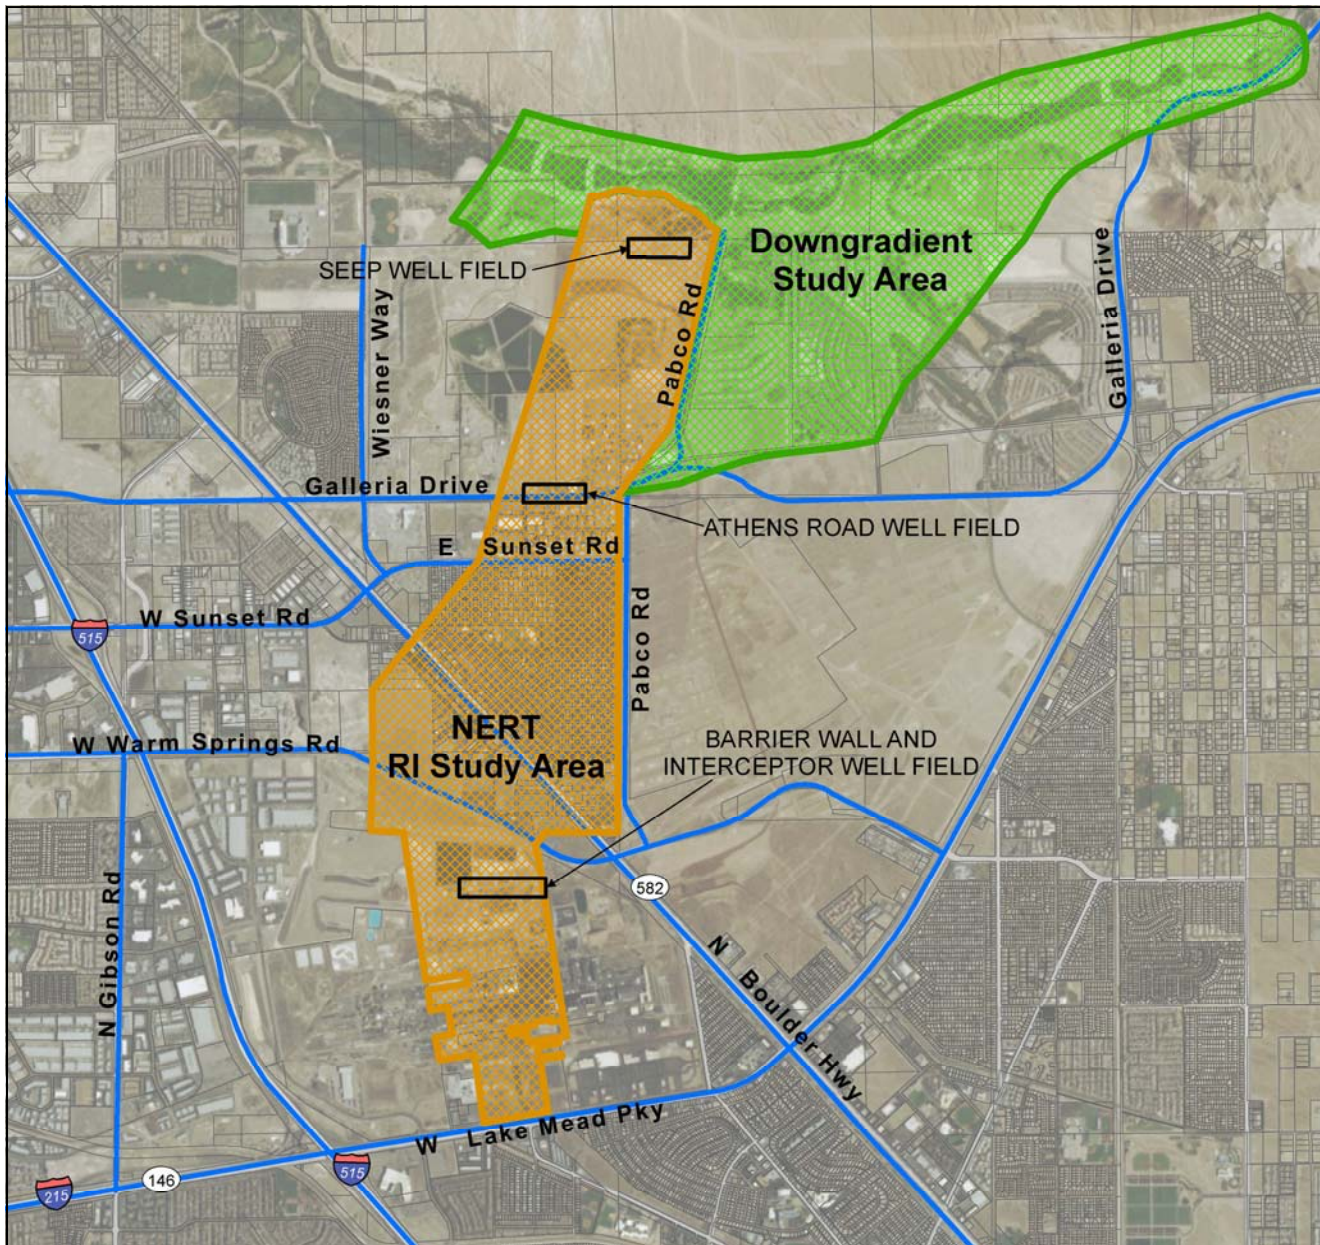 Downgradient
Study Area
SEEP WELL FIELD
Wiesner Way
Pabco Rd
Galleria Drive
Galleria Drive
ATHENS ROAD WELL FIELD
E Sunset Rd
W Sunset Rd
515
Pabco Rd
NERT
RI Study Area
W Warm Springs Rd
BARRIER WALL AND
INTERCEPTOR WELL FIELD
582
N Gibson Rd
N Boulder Hwy
W Lake Mead Pky
515
146
215